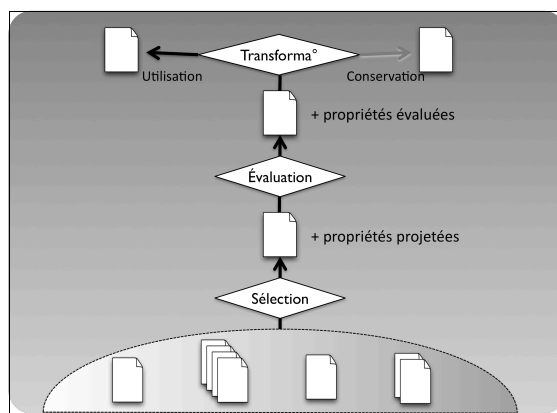 Transforma°
Utilisation
Conservation
+ propriétés évaluées
Évaluation
+ propriétés projetées
Sélection